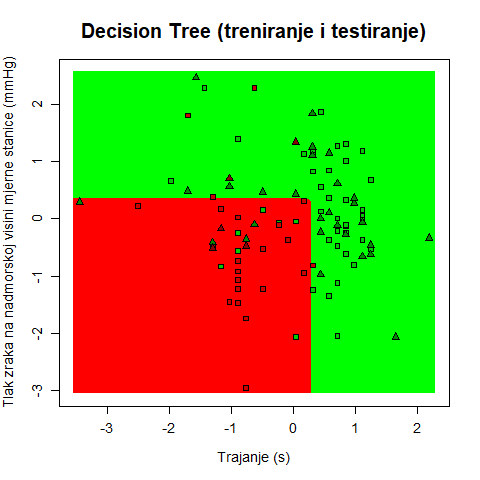 Decision Tree (treniranje i testiranje)
Tlak zraka na nadmorskoj visini mjerne stanice (mmHg)
2
1
0
-1
-2
-3
-3 -2 -1 0 1 2
Trajanje (s)